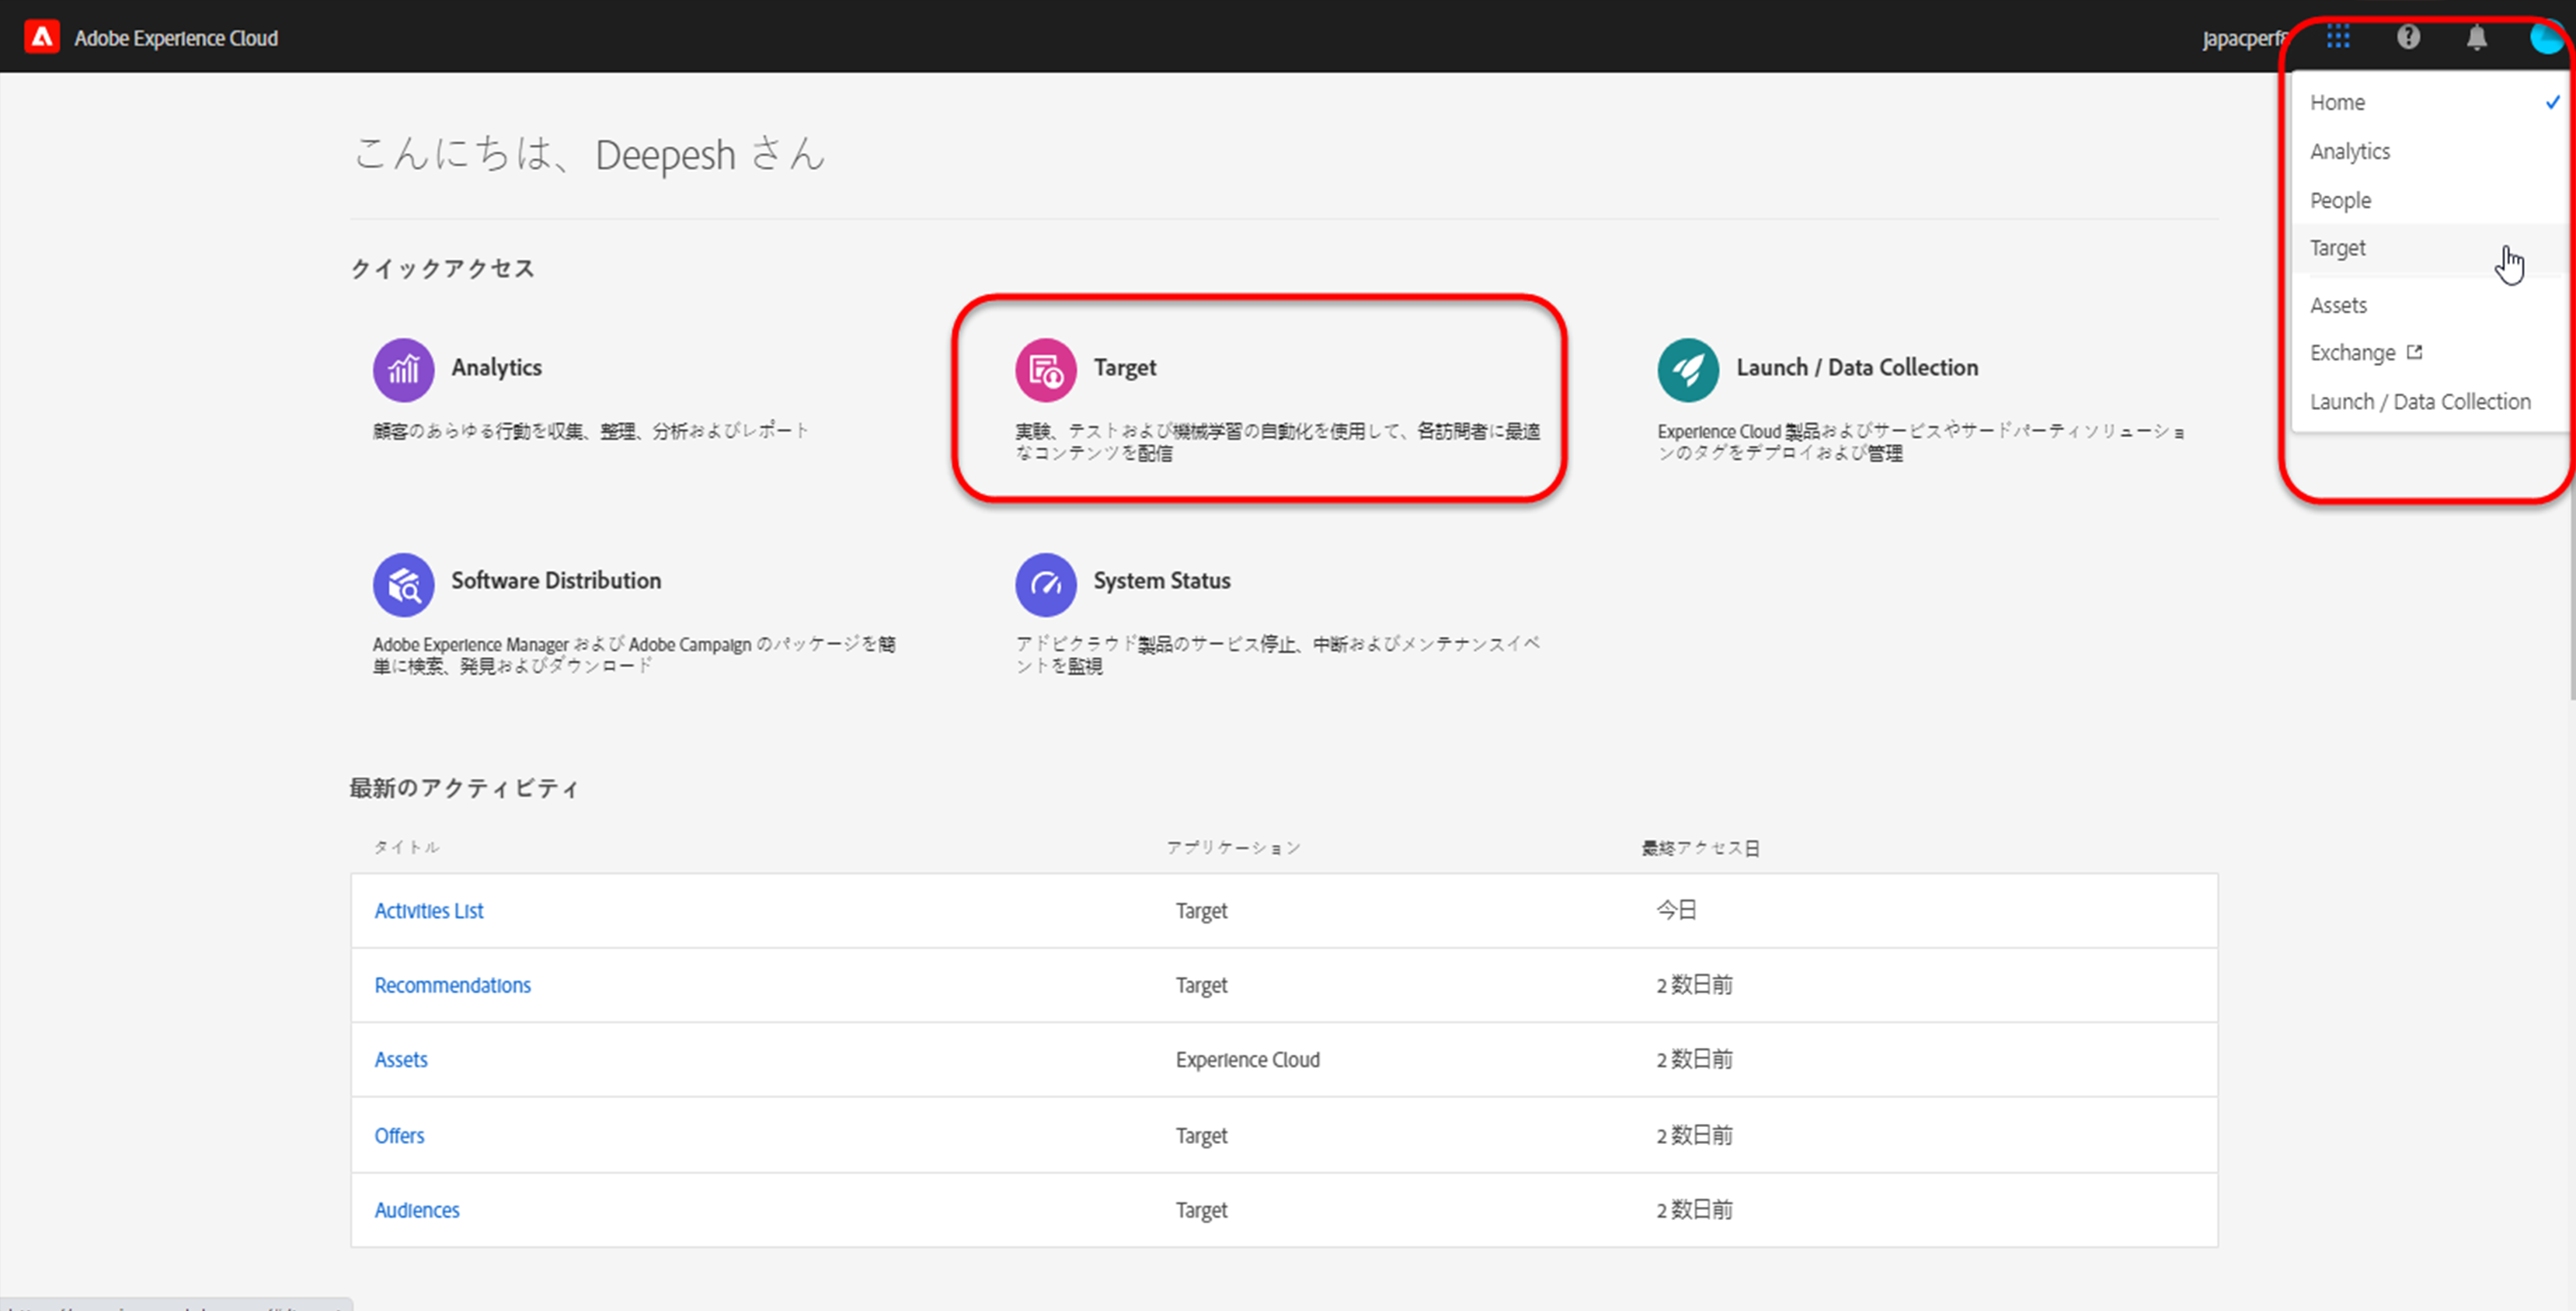 Adobe Experience Cloud
Home
Analytics
People
Target
Assets
Exchange
Launch / Data Collection
こんにちは、Deepesh さん
クイックアクセス
Analytics
顧客のあらゆる行動を収集、整理、分析およびレポート
Target
実験、テストおよび機械学習の自動化を使用して、各訪問者に最適
なコンテンツを配信
Launch / Data Collection
Experience Cloud 製品およびサービスやサードパーティソリューショ
ンのタグをデプロイおよび管理
Software Distribution
Adobe Experience Manager および Adobe Campaign のパッケージを簡
単に検索、発見およびダウンロード
System Status
アドビクラウド製品のサービス停止、中断およびメンテナンスイベ
ントを監視
最新のアクティビティ
タイトル アプリケーション 最終アクセス日
Activities List Target 今日
Recommendations Target 2 数日前
Assets Experience Cloud 2 数日前
Offers Target 2 数日前
Audiences Target 2 数日前